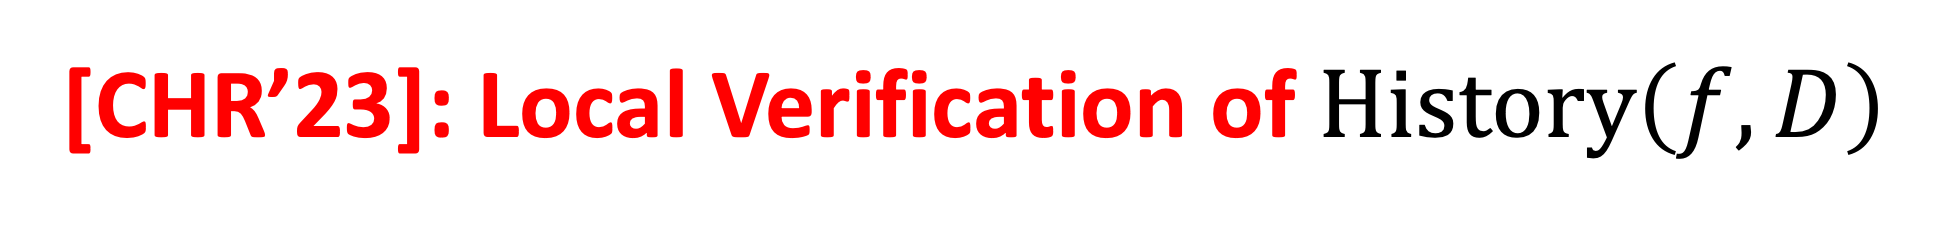 [CHR’23]: Local Verification of History(f, D)